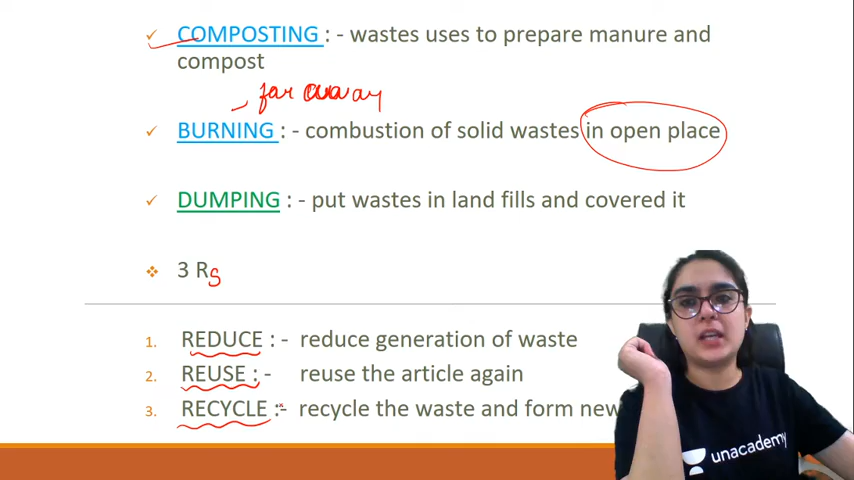 COMPOSTING : - wastes uses to prepare manure and
compost
far away
BURNING : - combustion of solid wastes in open place
DUMPING : - put wastes in land fills and covered it
3 Rs
1. REDUCE :- reduce generation of waste
2. REUSE :- reuse the article again
3. RECYCLE :- recycle the waste and form new
unacademy